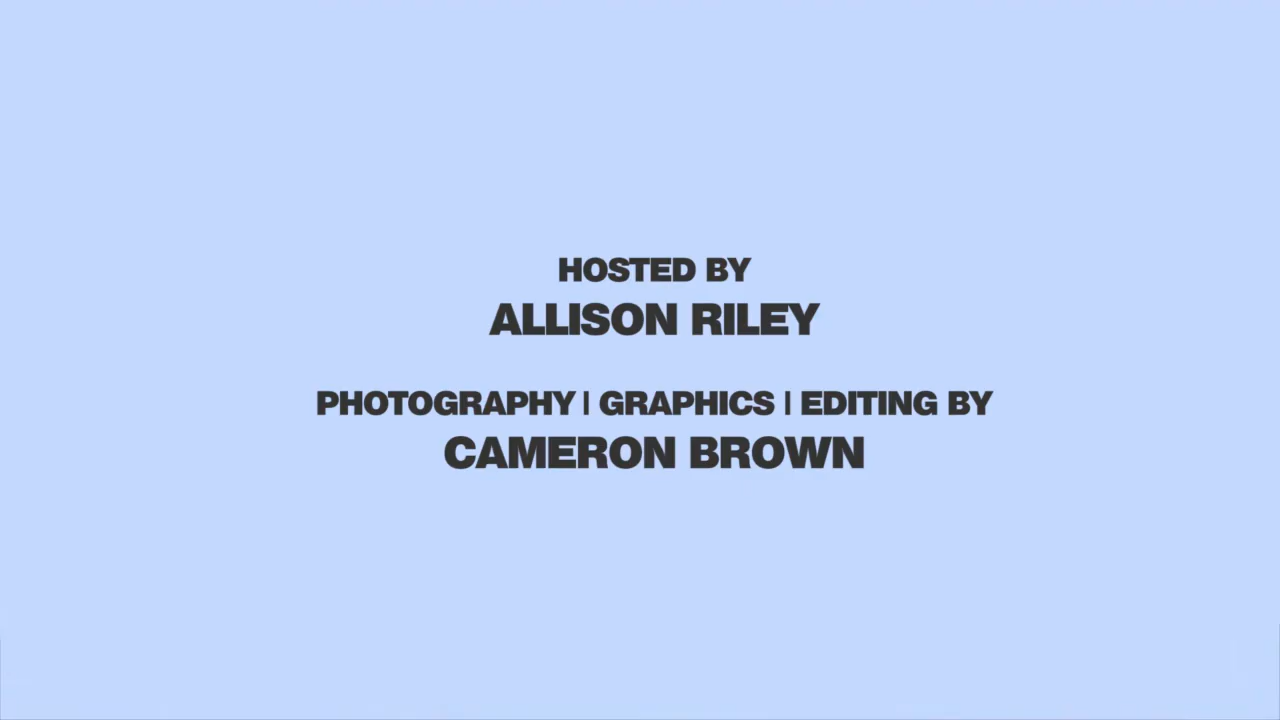 HOSTED BY
ALLISON RILEY
PHOTOGRAPHY | GRAPHICS | EDITING BY
CAMERON BROWN